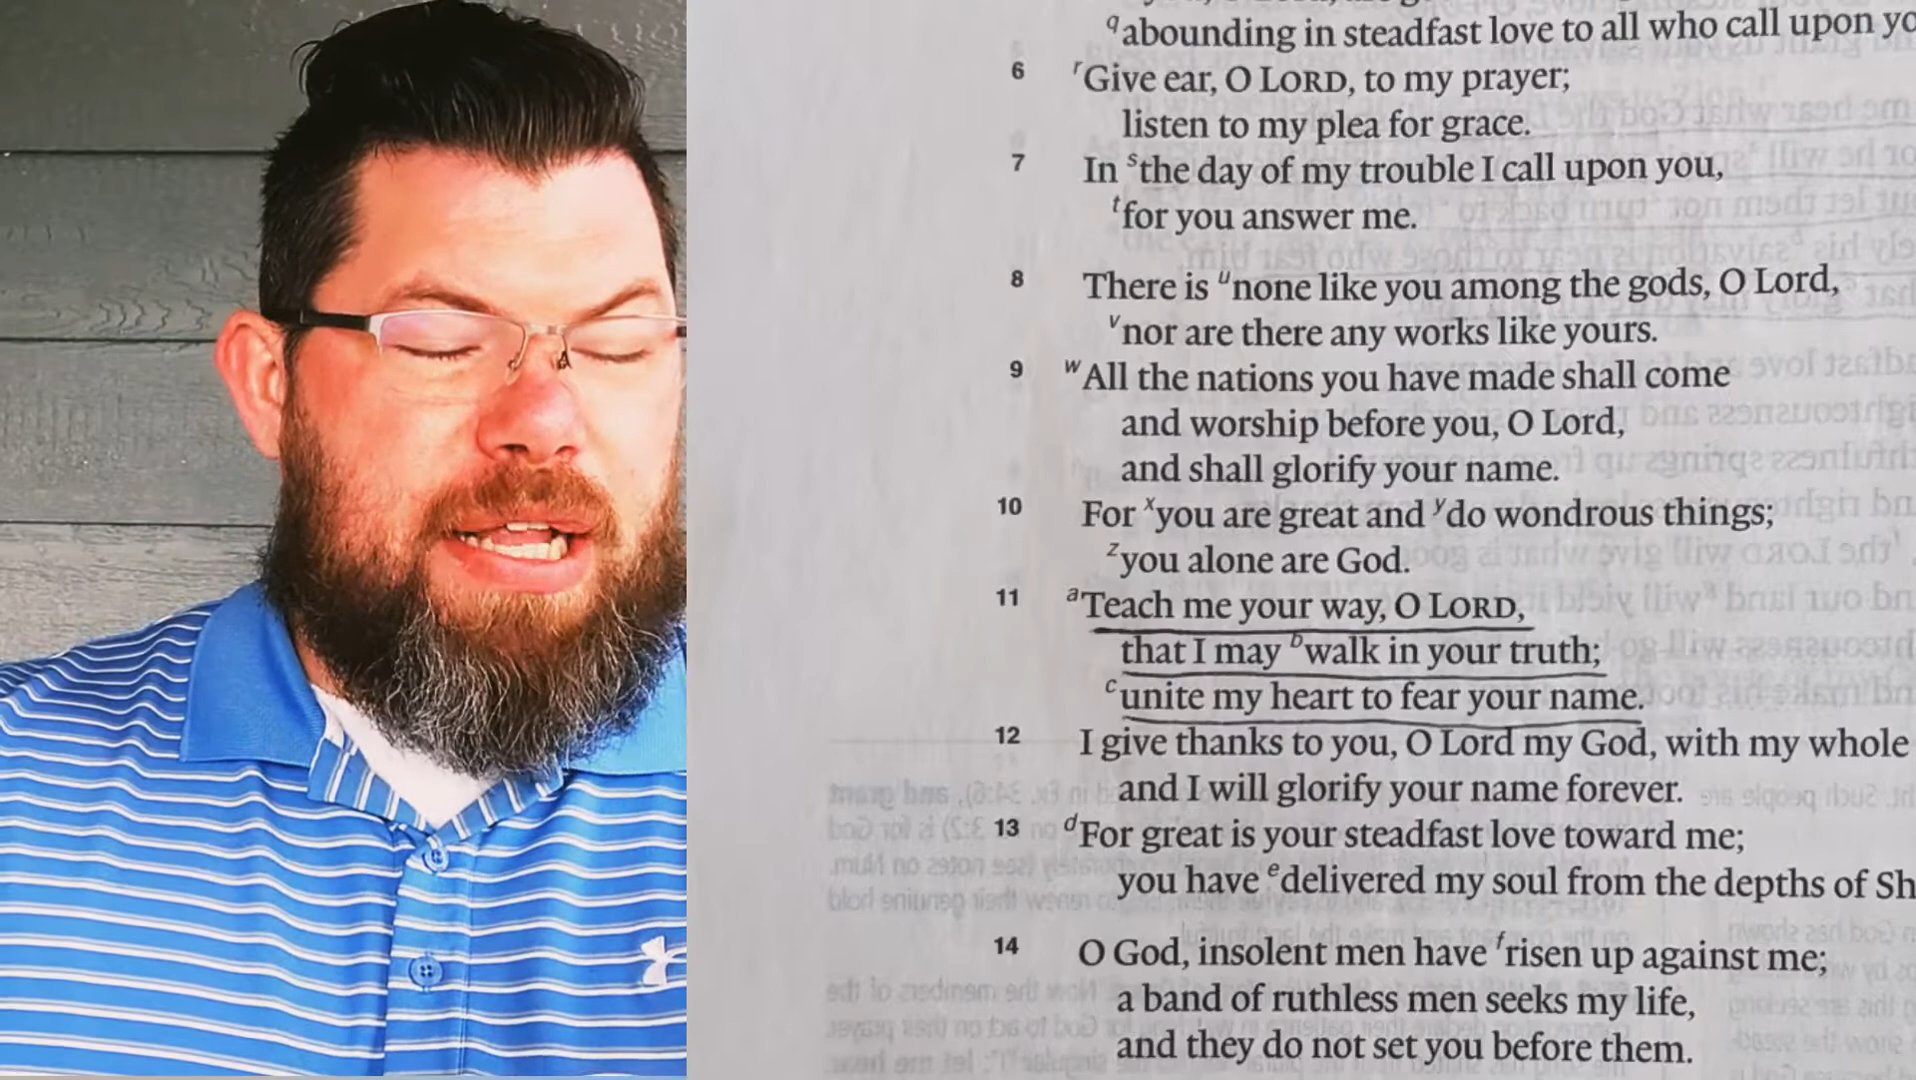 q abounding in steadfast love to all who call upon
6 r Give ear, O LORD, to my prayer;
listen to my plea for grace.
7 In s the day of my trouble I call upon you,
t for you answer me.
8 There is u none like you among the gods, O Lord,
v nor are there any works like yours.
9 w All the nations you have made shall come
and worship before you, O Lord,
and shall glorify your name.
10 For x you are great and y do wondrous things;
z you alone are God.
11 a Teach me your way, O LORD,
that I may b walk in your truth;
c unite my heart to fear your name.
12 I give thanks to you, O Lord my God, with my whole
and I will glorify your name forever.
13 d For great is your steadfast love toward me;
you have e delivered my soul from the depths of Sh
14 O God, insolent men have f risen up against me;
a band of ruthless men seeks my life,
and they do not set you before them.